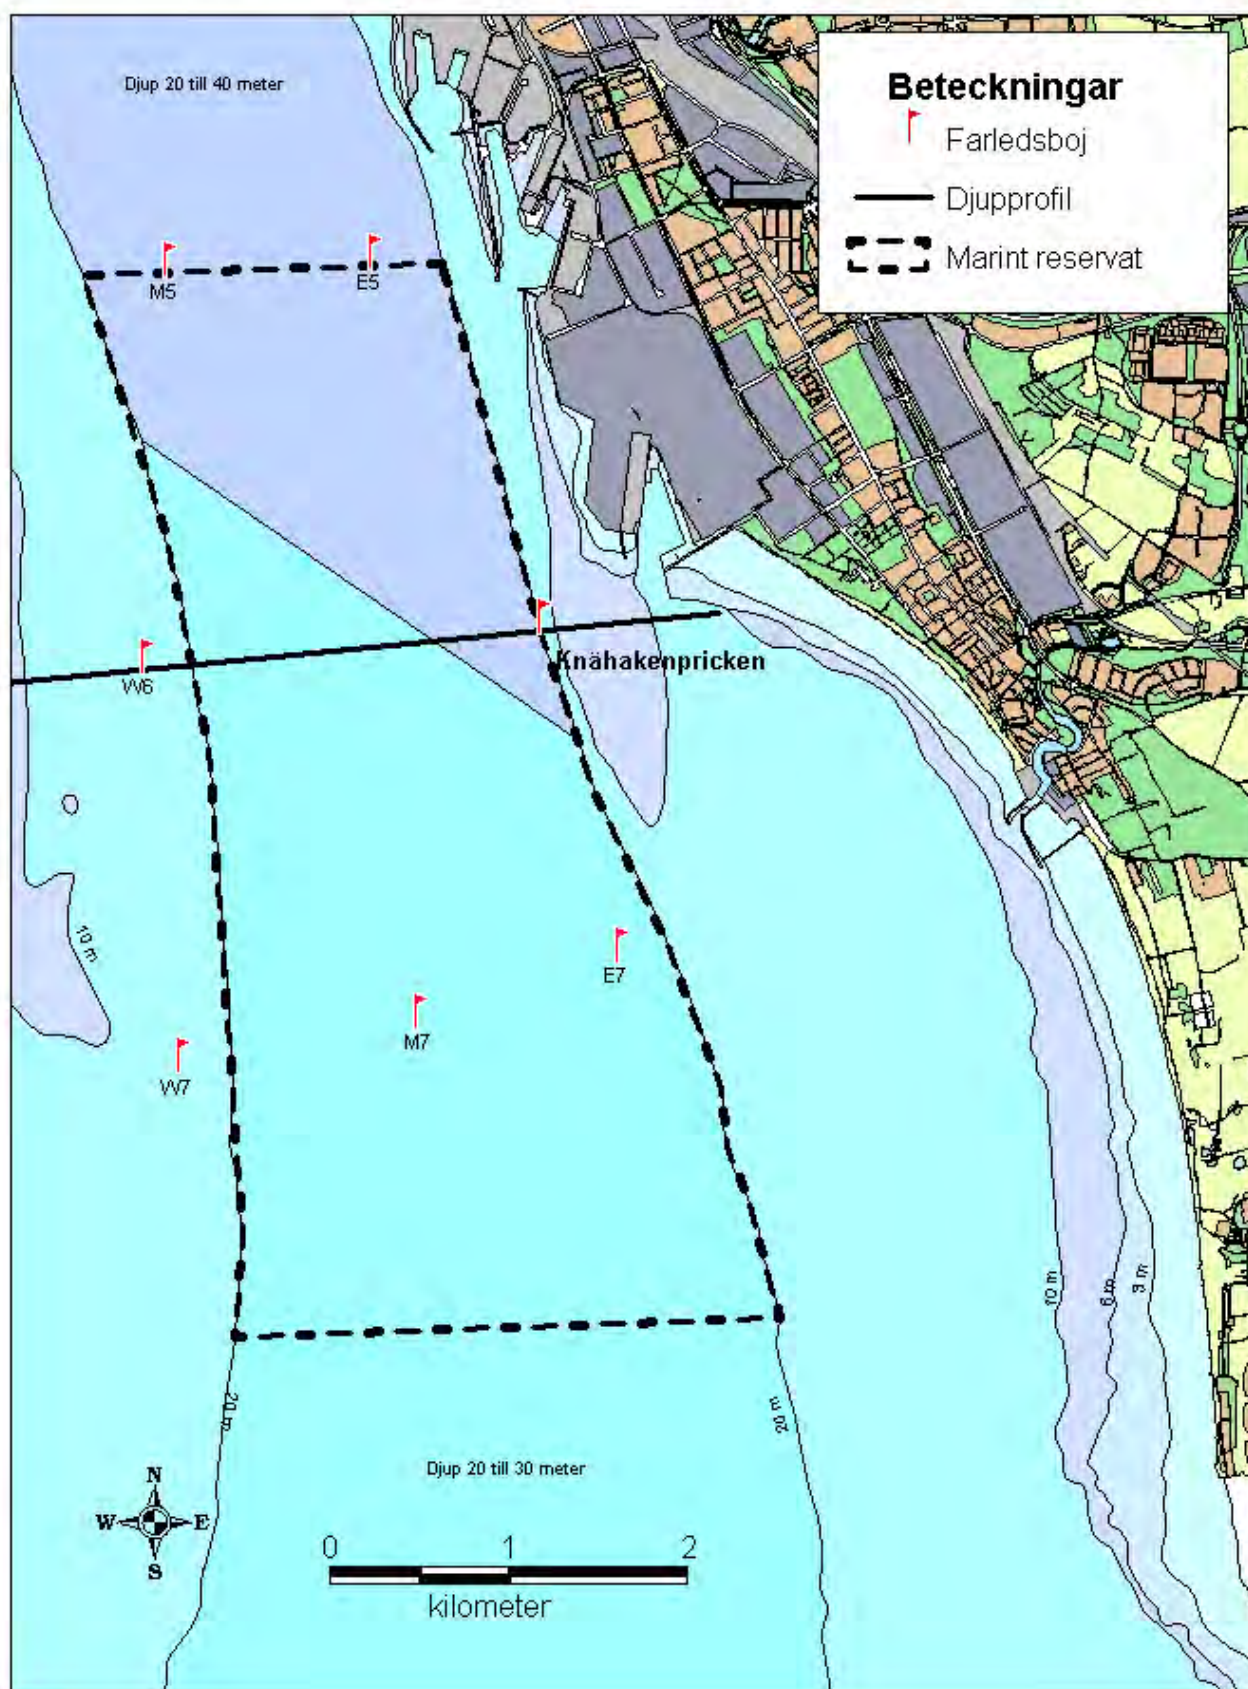 Djup 20 till 40 meter
Beteckningar
Farledsboj
Djupprofil
Marint reservat
M5
E5
Knähakenpricken
W6
10 m
E7
M7
W7
10 m
6 m
3 m
20 m
20 m
Djup 20 till 30 meter
N
W E
S
0 1 2
kilometer